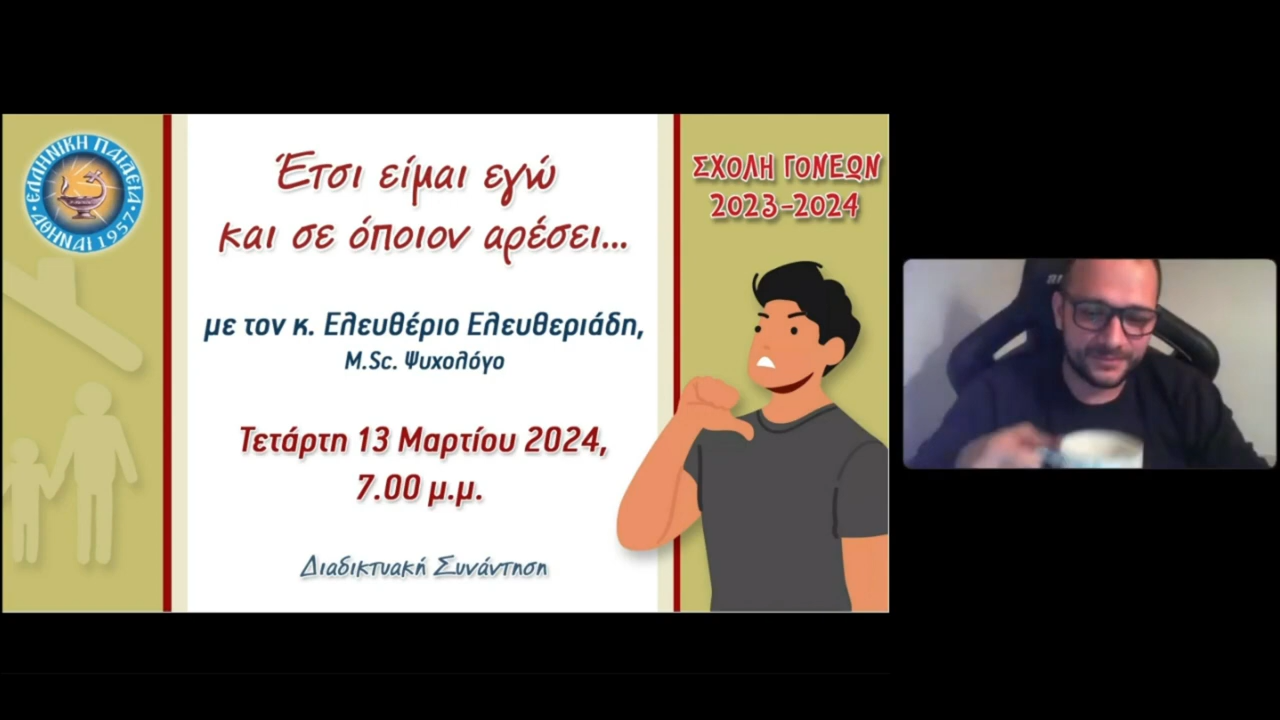 ΕΛΛΗΝΙΚΗ ΠΑΙΔΕΙΑ
ΑΘΗΝΑΙ 1957
Έτσι είμαι εγώ
και σε όποιον αρέσει...
με τον κ. Ελευθέριο Ελευθεριάδη,
M.Sc. Ψυχολόγο
Τετάρτη 13 Μαρτίου 2024,
7.00 μ.μ.
Διαδικτυακή Συνάντηση
ΣΧΟΛΗ ΓΟΝΕΩΝ
2023-2024